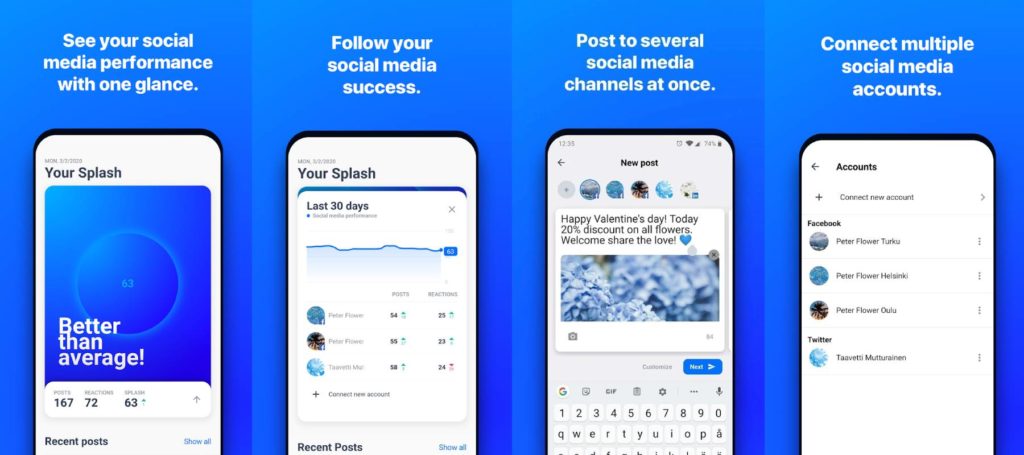 See your social
media performance
with one glance.
MON, 3/2/2020
Your Splash
63
Better
than
average!
POSTS REACTIONS SPLASH
167 72 63
Recent posts Show all
Follow your
social media
success.
MON, 3/2/2020
Your Splash
Last 30 days
Social media performance
100
63
0
POSTS REACTIONS
Peter Flower 54 25
Peter Flower 55 23
Taavetti Mut 58 24
+ Connect new account
Recent Posts Show all
Post to several
social media
channels at once.
12:35 74%
New post
Happy Valentine's day! Today
20% discount on all flowers.
Welcome share the love! 💙
84
Customize Next
G GIF
1 2 3 4 5 6 7 8 9 0
q w e r t y u i o p å
Connect multiple
social media
accounts.
Accounts
+ Connect new account
Facebook
Peter Flower Turku
Peter Flower Helsinki
Peter Flower Oulu
Twitter
Taavetti Mutturainen